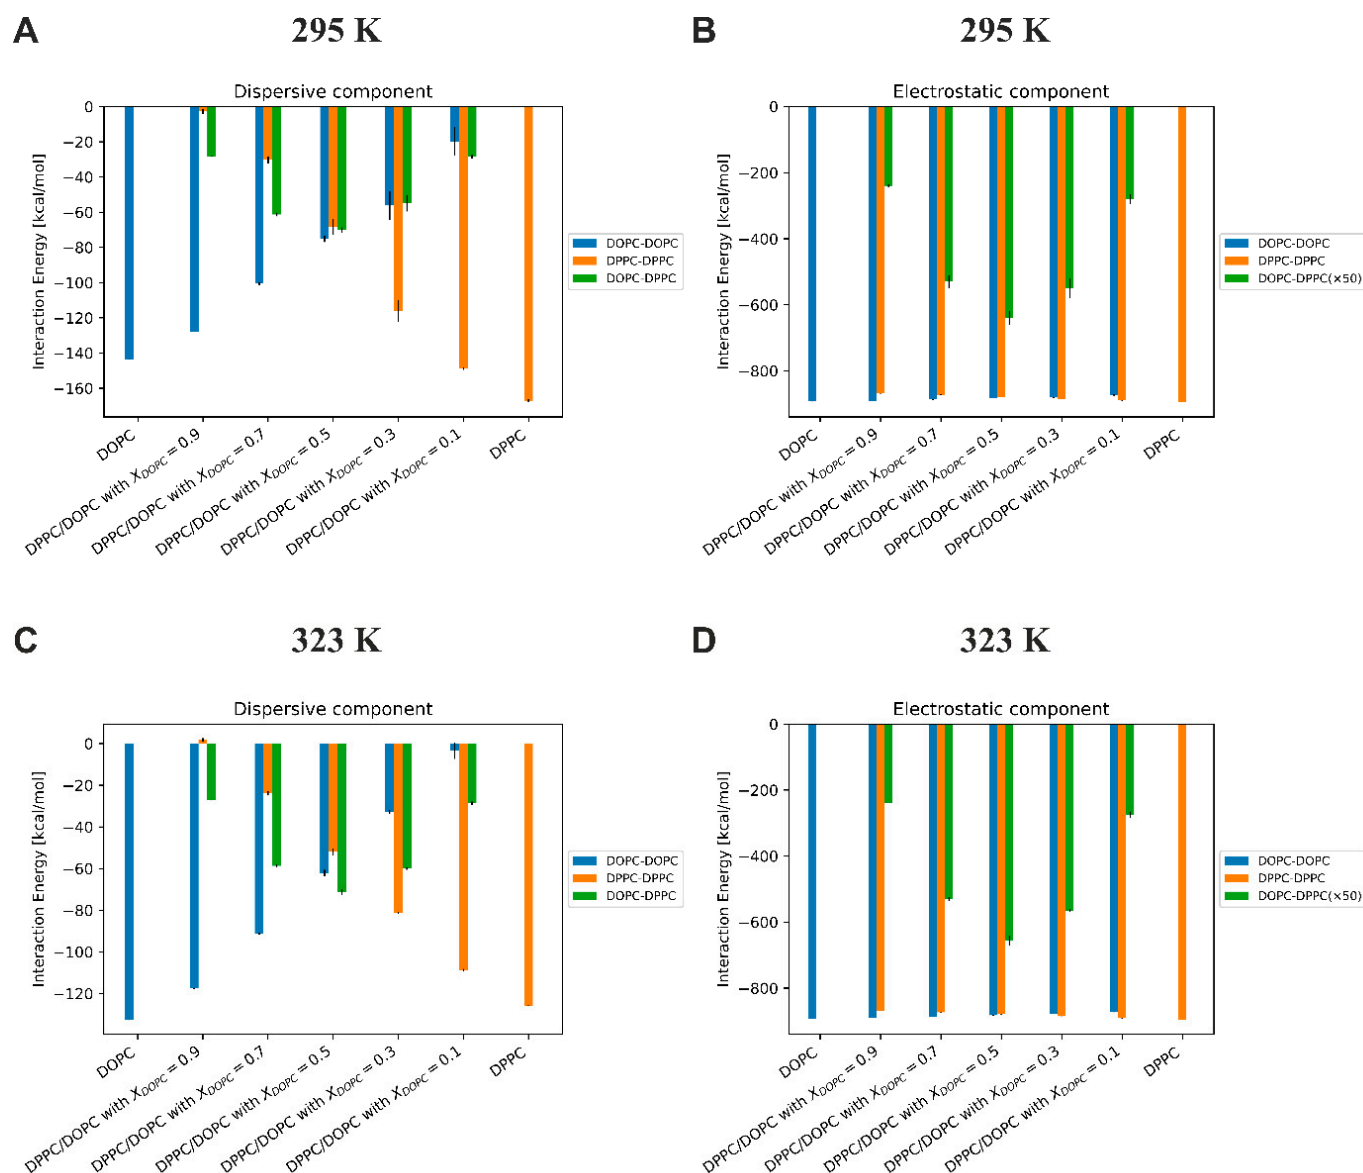 A
295 K
Dispersive component
Interaction Energy [kcal/mol]
0
−20
−40
−60
−80
−100
−120
−140
−160
DOPC
DPPC/DOPC with X_DOPC = 0.9
DPPC/DOPC with X_DOPC = 0.7
DPPC/DOPC with X_DOPC = 0.5
DPPC/DOPC with X_DOPC = 0.3
DPPC/DOPC with X_DOPC = 0.1
DPPC
DOPC-DOPC
DPPC-DPPC
DOPC-DPPC
B
295 K
Electrostatic component
Interaction Energy [kcal/mol]
0
−200
−400
−600
−800
DOPC
DPPC/DOPC with X_DOPC = 0.9
DPPC/DOPC with X_DOPC = 0.7
DPPC/DOPC with X_DOPC = 0.5
DPPC/DOPC with X_DOPC = 0.3
DPPC/DOPC with X_DOPC = 0.1
DPPC
DOPC-DOPC
DPPC-DPPC
DOPC-DPPC(×50)
C
323 K
Dispersive component
Interaction Energy [kcal/mol]
0
−20
−40
−60
−80
−100
−120
DOPC
DPPC/DOPC with X_DOPC = 0.9
DPPC/DOPC with X_DOPC = 0.7
DPPC/DOPC with X_DOPC = 0.5
DPPC/DOPC with X_DOPC = 0.3
DPPC/DOPC with X_DOPC = 0.1
DPPC
DOPC-DOPC
DPPC-DPPC
DOPC-DPPC
D
323 K
Electrostatic component
Interaction Energy [kcal/mol]
0
−200
−400
−600
−800
DOPC
DPPC/DOPC with X_DOPC = 0.9
DPPC/DOPC with X_DOPC = 0.7
DPPC/DOPC with X_DOPC = 0.5
DPPC/DOPC with X_DOPC = 0.3
DPPC/DOPC with X_DOPC = 0.1
DPPC
DOPC-DOPC
DPPC-DPPC
DOPC-DPPC(×50)